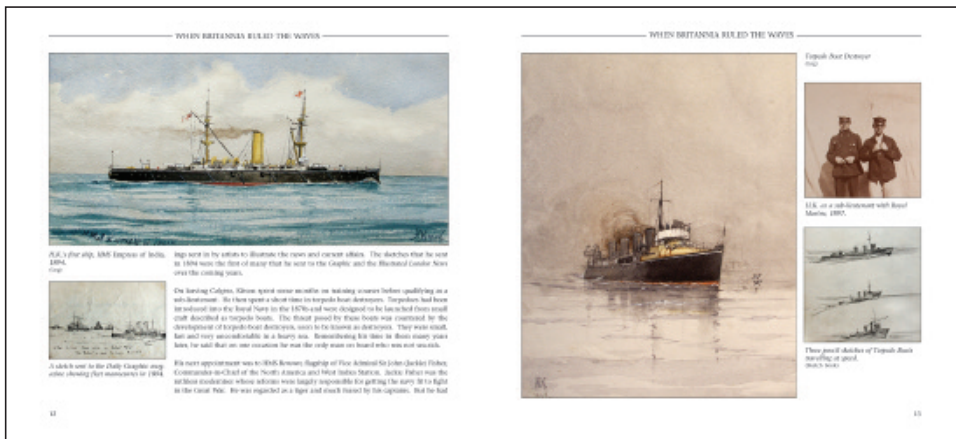 WHEN BRITANNIA RULED THE WAVES
H.K.'s first ship, HMS Empress of India,
1894.
A sketch sent to the Daily Graphic mag-
azine showing fleet manoeuvres in 1894.
ings sent in by artists to illustrate the news and current affairs. The sketches that he sent
in 1894 were the first of many that he sent to the Graphic and the Illustrated London News
over the coming years.
On leaving Calypso, Kitson spent some months on training courses before qualifying as a
sub-lieutenant. He then spent a short time in torpedo boat destroyers. Torpedoes had been
introduced into the Royal Navy in the 1870s and were designed to be launched from small
craft described as torpedo boats. The threat posed by these boats was countered by the
development of torpedo boat destroyers, soon to be known as destroyers. They were small,
fast and very uncomfortable in a heavy sea. Remembering his time in them many years
later, he said that on one occasion he was the only man on board who was not seasick.
His next appointment was to HMS Renown, flagship of Vice Admiral Sir John (Jackie) Fisher,
Commander-in-Chief of the North America and West Indies Station. Jackie Fisher was the
ruthless modernise whose reforms were largely responsible for getting the navy fit to fight
in the Great War. He was regarded as a tiger and much feared by his captains. But he had
12
WHEN BRITANNIA RULED THE WAVES
Torpedo Boat Destroyer
H.K. as a sub-lieutenant with Royal
Marine, 1897.
Three pencil sketches of Torpedo Boats
travelling at speed.
(Sketch book)
13